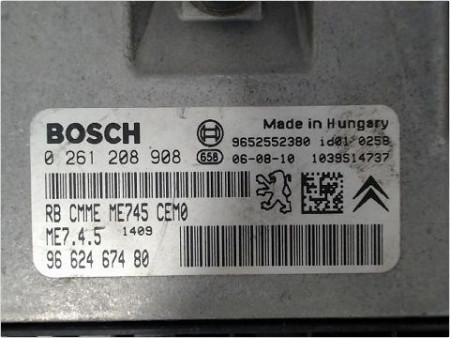 BOSCH
Made in Hungary
9652552380 id01 0258
0 261 208 908 658 06-08-10 1039S14737
RB CMME ME745 CEM0
ME7.4.5 1409
96 624 674 80